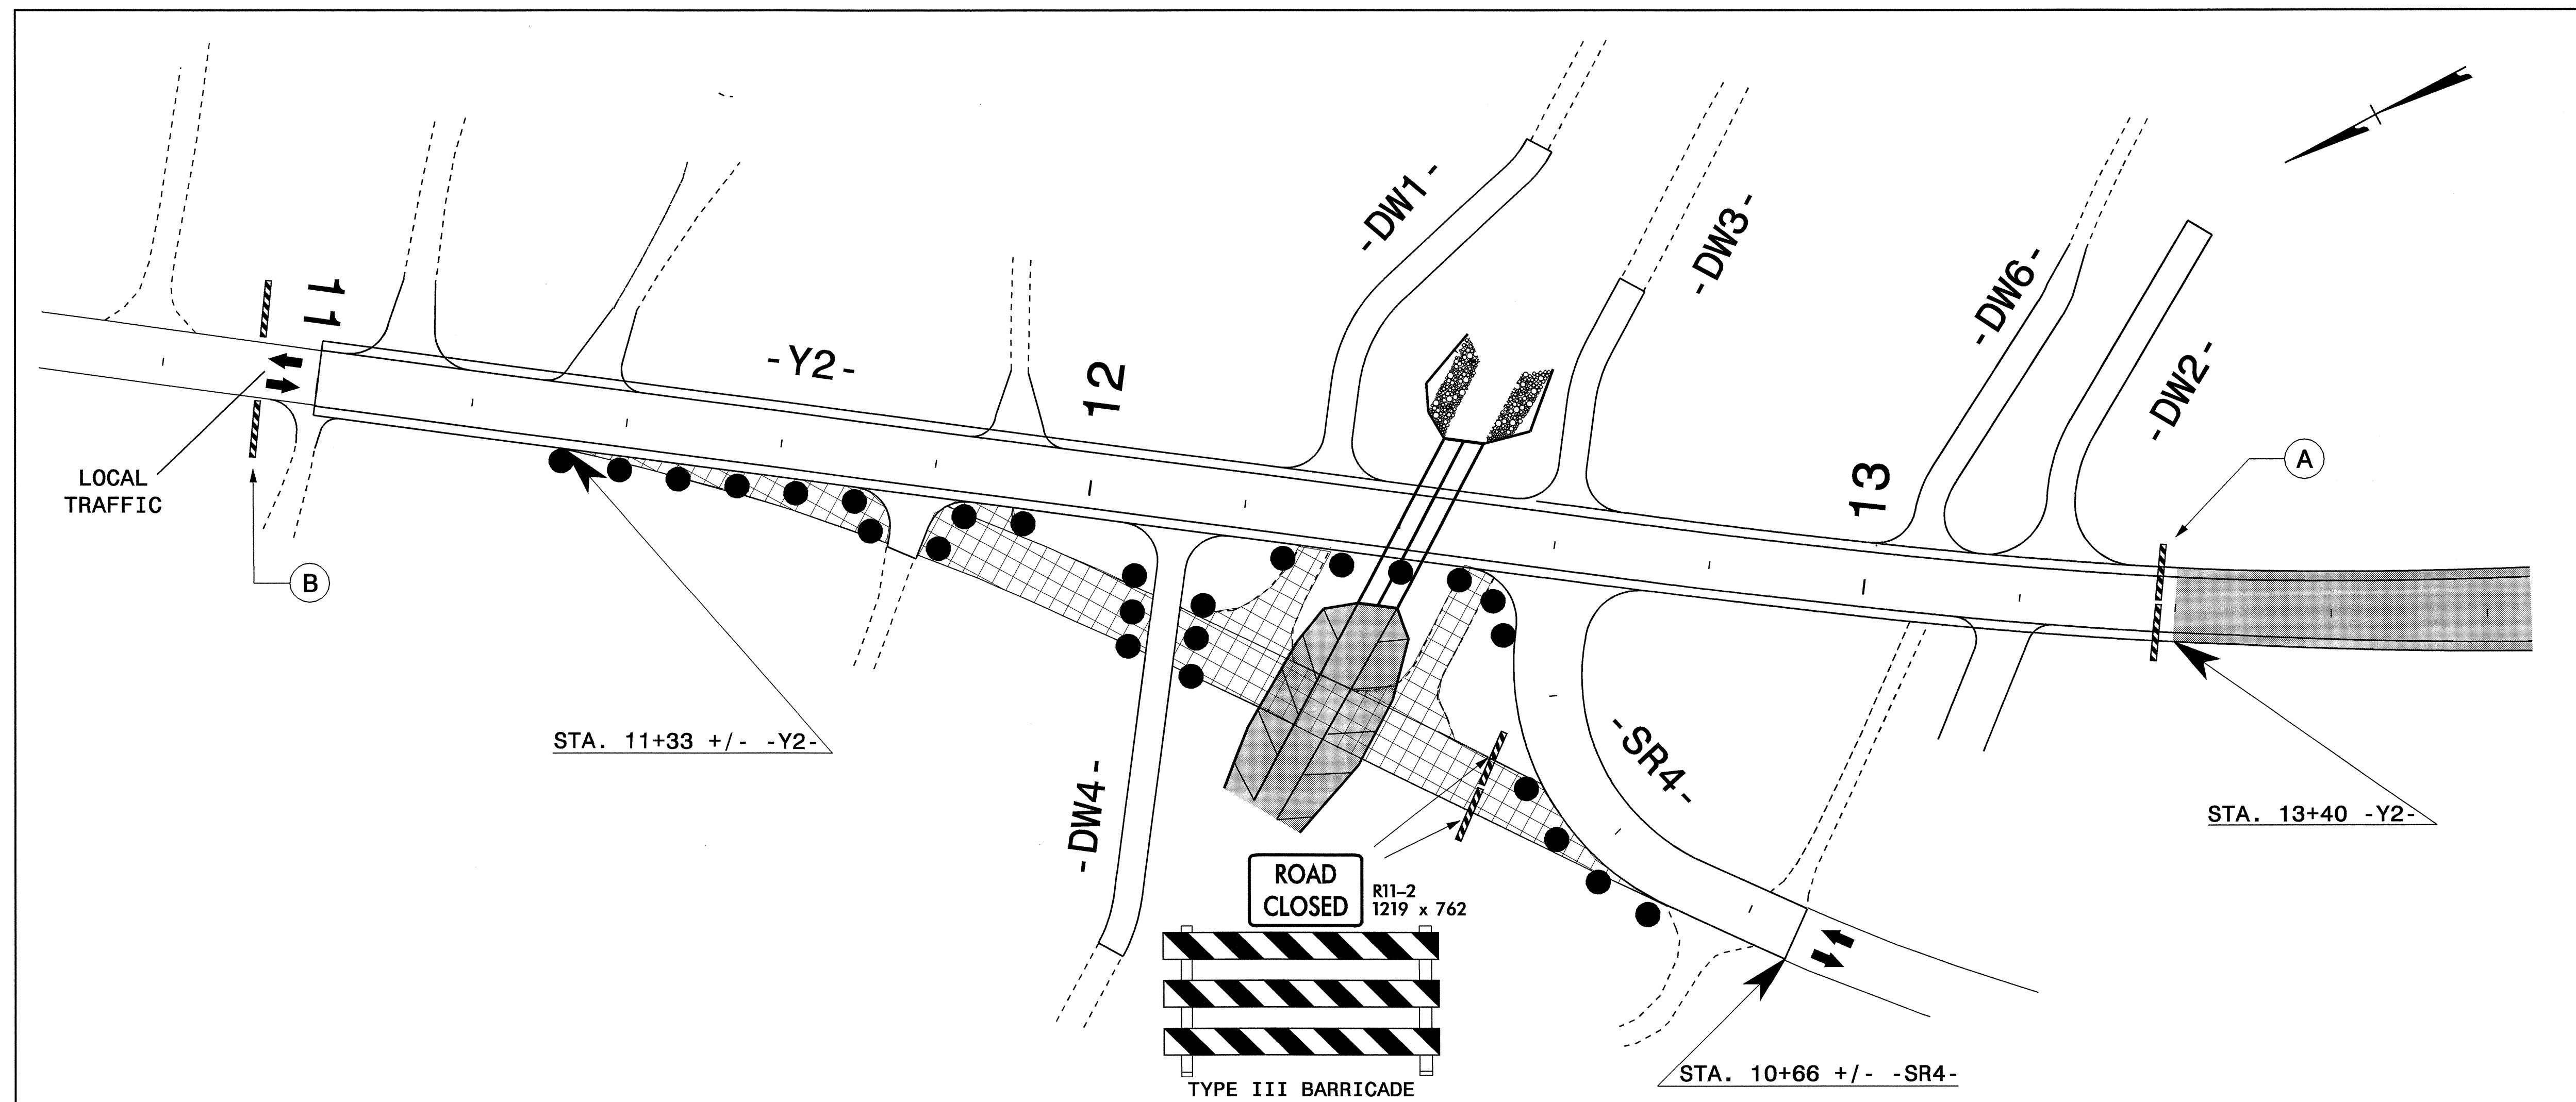 -DW1-
-DW3-
-DW6-
-DW2-
11
-Y2-
12
13
A
LOCAL
TRAFFIC
B
STA. 11+33 +/- -Y2-
-DW4-
-SR4-
STA. 13+40 -Y2-
ROAD
CLOSED
R11-2
1219 x 762
TYPE III BARRICADE
STA. 10+66 +/- -SR4-